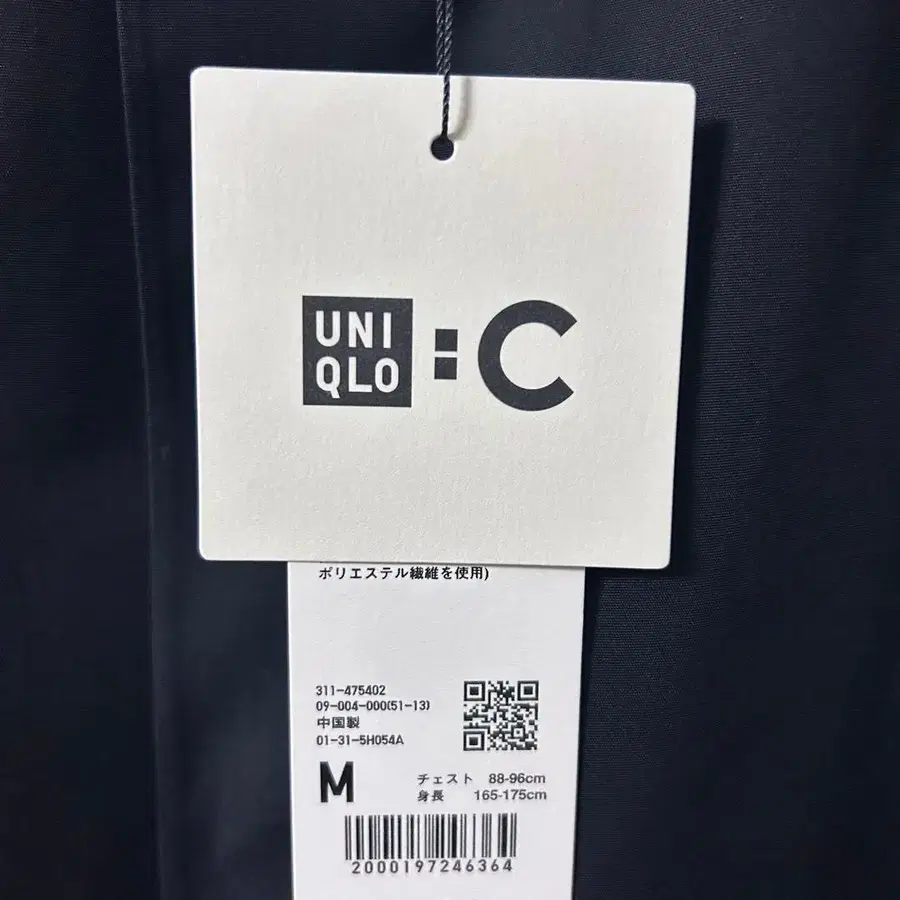 UNI
QLO
: C
ポリエステル繊維を使用)
311-475402
09-004-000(51-13)
中国製
01-31-5H054A
M
チェスト 88-96cm
身長 165-175cm
2000197246364